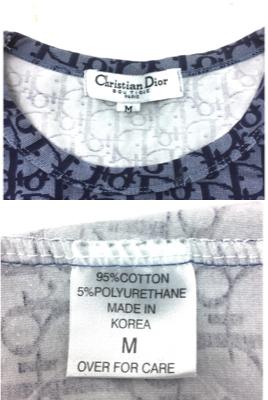 Christian Dior
BOUTIQUE
PARIS
M
95%COTTON
5%POLYURETHANE
MADE IN
KOREA
M
OVER FOR CARE